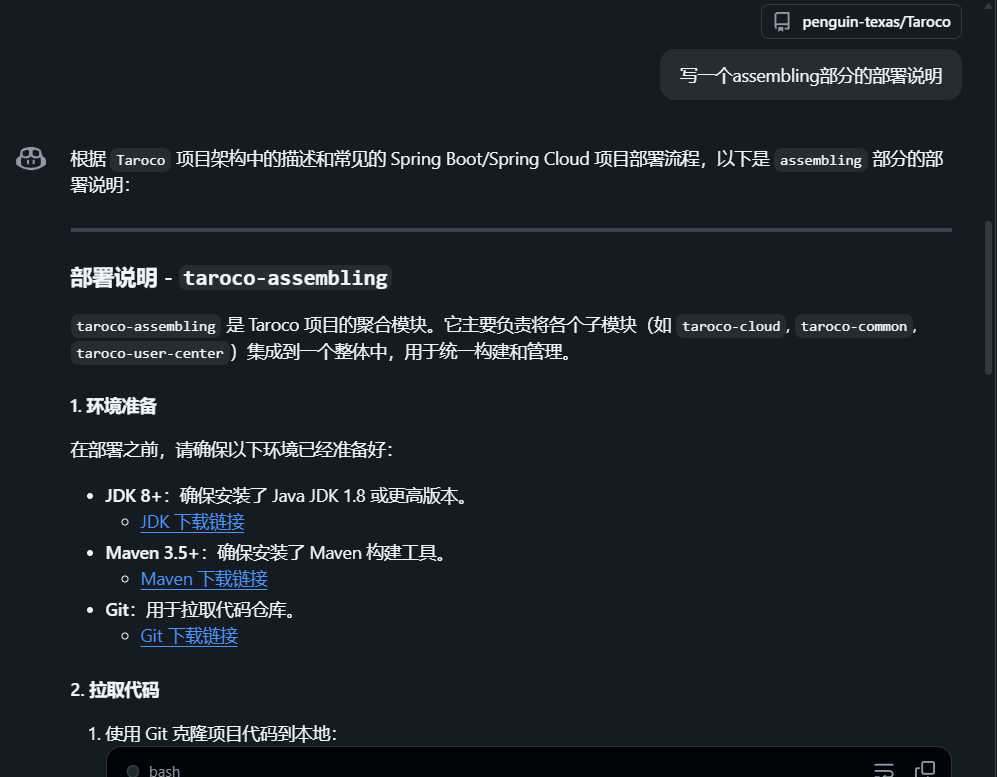 penguin-texas/Taroco
写一个assembling部分的部署说明
根据 Taroco 项目架构中的描述和常见的 Spring Boot/Spring Cloud 项目部署流程，以下是 assembling 部分的部
署说明：
部署说明 - taroco-assembling
taroco-assembling 是 Taroco 项目的聚合模块。它主要负责将各个子模块（如 taroco-cloud, taroco-common,
taroco-user-center）集成到一个整体中，用于统一构建和管理。
1. 环境准备
在部署之前，请确保以下环境已经准备好：
• JDK 8+：确保安装了 Java JDK 1.8 或更高版本。
◦ JDK 下载链接
• Maven 3.5+：确保安装了 Maven 构建工具。
◦ Maven 下载链接
• Git：用于拉取代码仓库。
◦ Git 下载链接
2. 拉取代码
1. 使用 Git 克隆项目代码到本地：
bash